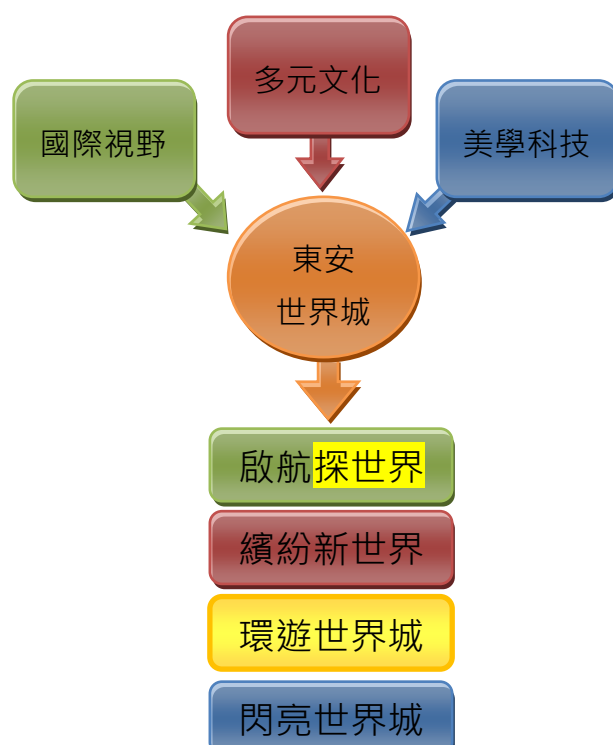 多元文化
國際視野
美學科技
東安
世界城
啟航探世界
繽紛新世界
環遊世界城
閃亮世界城